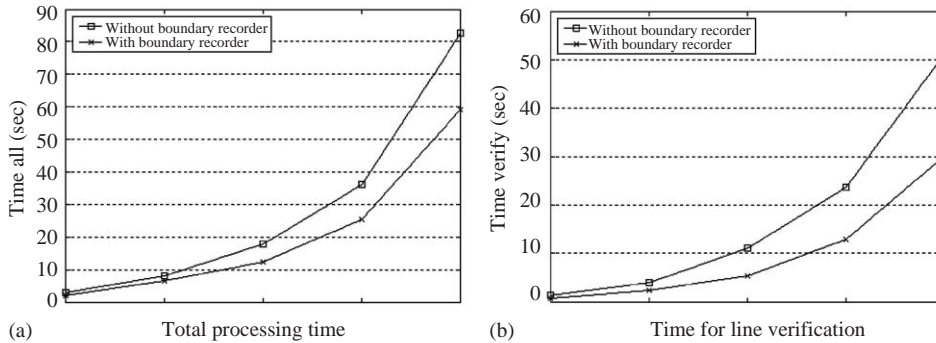 90
80
70
60
50
40
30
20
10
0
Time all (sec)
Without boundary recorder
With boundary recorder
(a) Total processing time
60
50
40
30
20
10
0
Time verify (sec)
Without boundary recorder
With boundary recorder
(b) Time for line verification